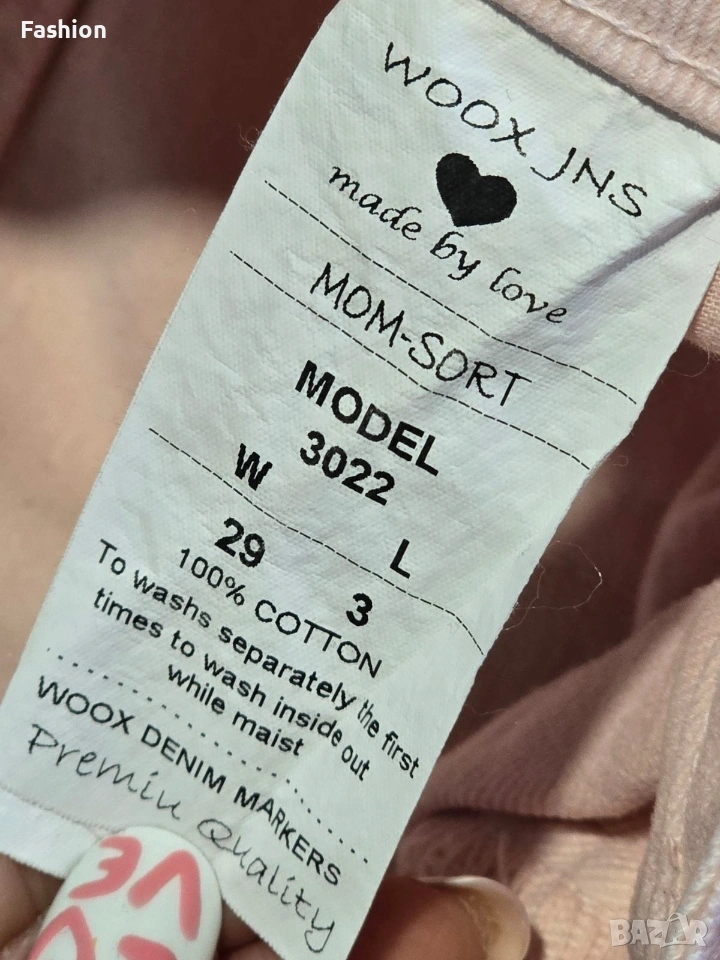 Fashion
WOOX JNS
made by love
MOM-SORT
MODEL
3022
W L
29 3
100% COTTON
To washs separately the first
times to wash inside out
while maist
WOOX DENIM MARKERS
Premiu Quality
BAZAR